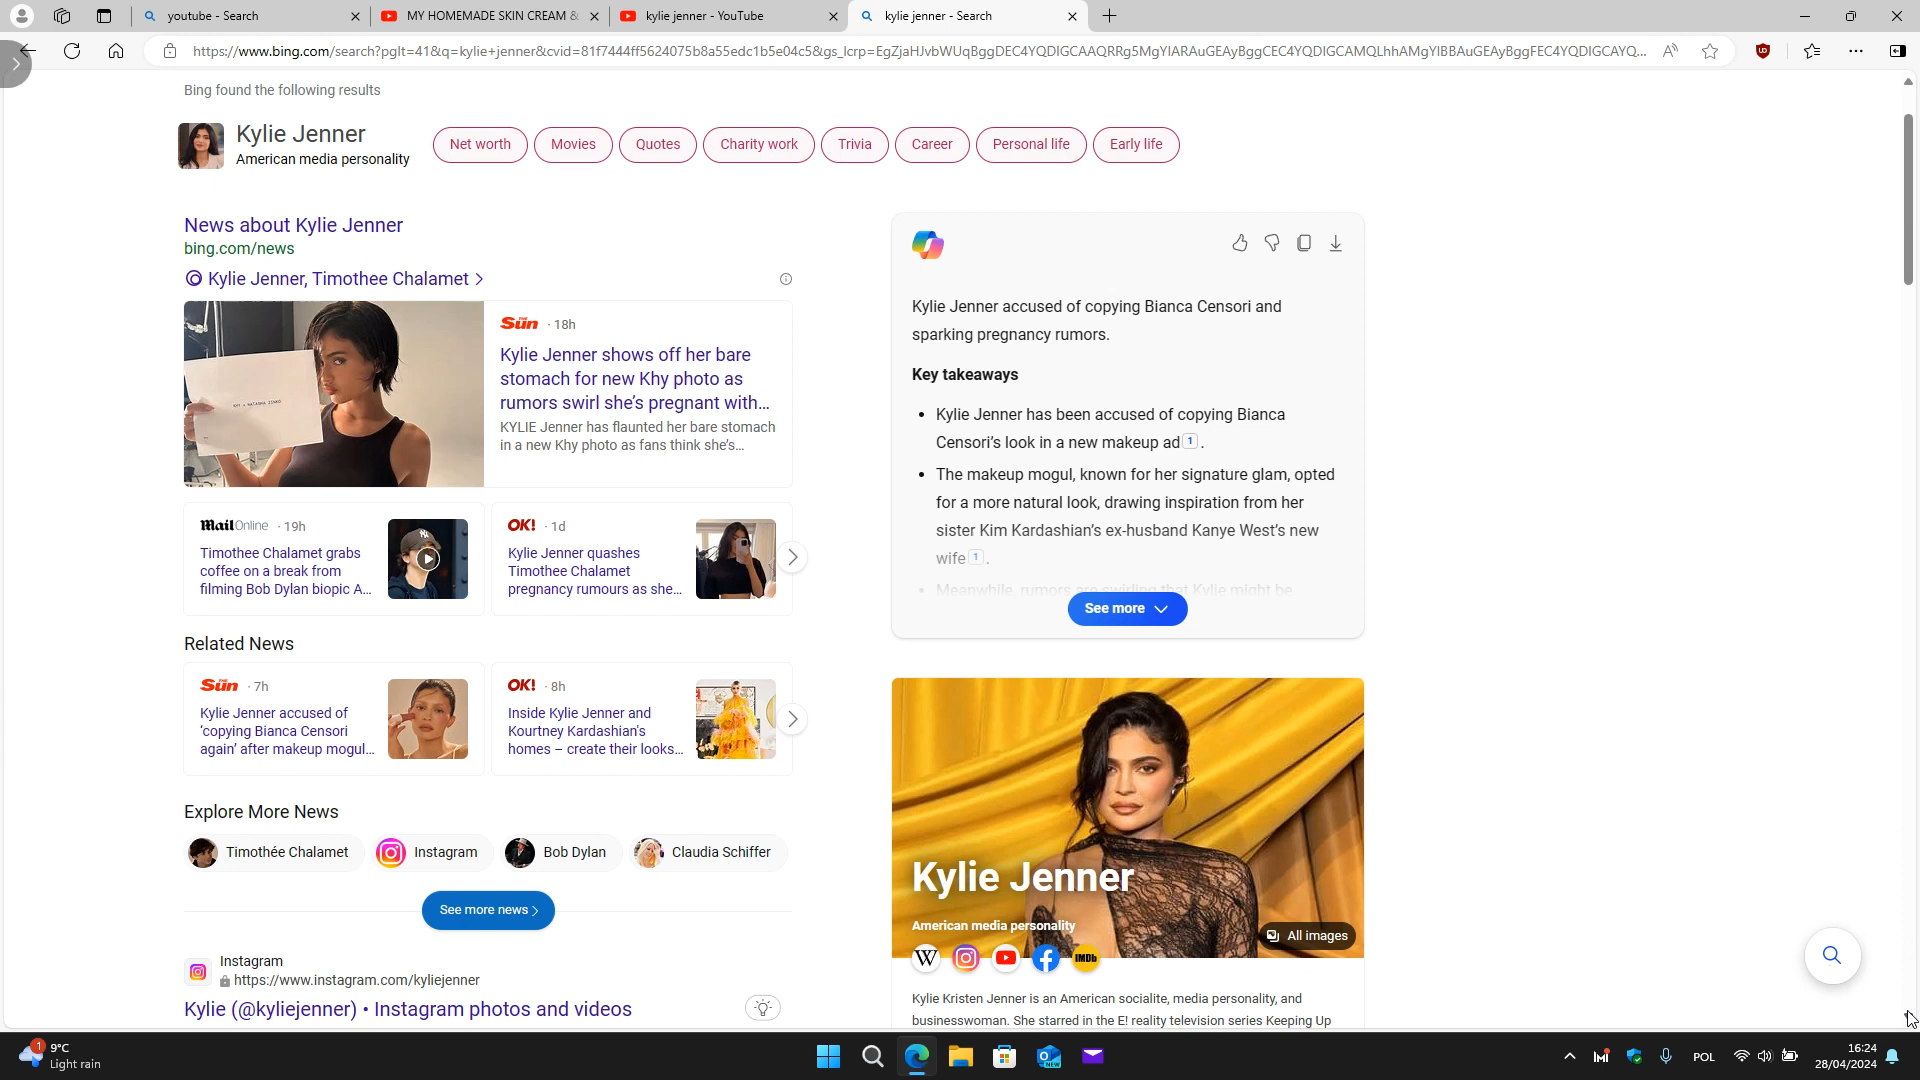 youtube - Search
MY HOMEMADE SKIN CREAM &
kylie jenner - YouTube
kylie jenner - Search
https://www.bing.com/search?pglt=41&q=kylie+jenner&cvid=81f7444ff5624075b8a55edc1b5e04c5&gs_lcrp=EgZjaHJvbWUqBggDEC4YQDIGCAAQRRg5MgYIARAuGEAyBggCEC4YQDIGCAMQLhhAMgYIBBAuGEAyBggFEC4YQDIGCAYQ...
Bing found the following results
Kylie Jenner
American media personality
Net worth
Movies
Quotes
Charity work
Trivia
Career
Personal life
Early life
News about Kylie Jenner
bing.com/news
Kylie Jenner, Timothee Chalamet >
THE Sun · 18h
Kylie Jenner shows off her bare
stomach for new Khy photo as
rumors swirl she's pregnant with...
KYLIE Jenner has flaunted her bare stomach
in a new Khy photo as fans think she's...
MailOnline · 19h
Timothee Chalamet grabs
coffee on a break from
filming Bob Dylan biopic A...
OK! · 1d
Kylie Jenner quashes
Timothee Chalamet
pregnancy rumours as she...
Related News
THE Sun · 7h
Kylie Jenner accused of
‘copying Bianca Censori
again’ after makeup mogul...
OK! · 8h
Inside Kylie Jenner and
Kourtney Kardashian's
homes – create their looks...
Explore More News
Timothée Chalamet
Instagram
Bob Dylan
Claudia Schiffer
See more news >
Instagram
https://www.instagram.com/kyliejenner
Kylie (@kyliejenner) • Instagram photos and videos
Kylie Jenner accused of copying Bianca Censori and
sparking pregnancy rumors.
Key takeaways
• Kylie Jenner has been accused of copying Bianca
Censori's look in a new makeup ad 1 .
• The makeup mogul, known for her signature glam, opted
for a more natural look, drawing inspiration from her
sister Kim Kardashian's ex-husband Kanye West's new
wife 1 .
• Meanwhile, rumors are swirling that Kylie might be
See more
Kylie Jenner
American media personality
W
IMDb
All images
Kylie Kristen Jenner is an American socialite, media personality, and
businesswoman. She starred in the E! reality television series Keeping Up
1
9°C
Light rain
POL
16:24
28/04/2024